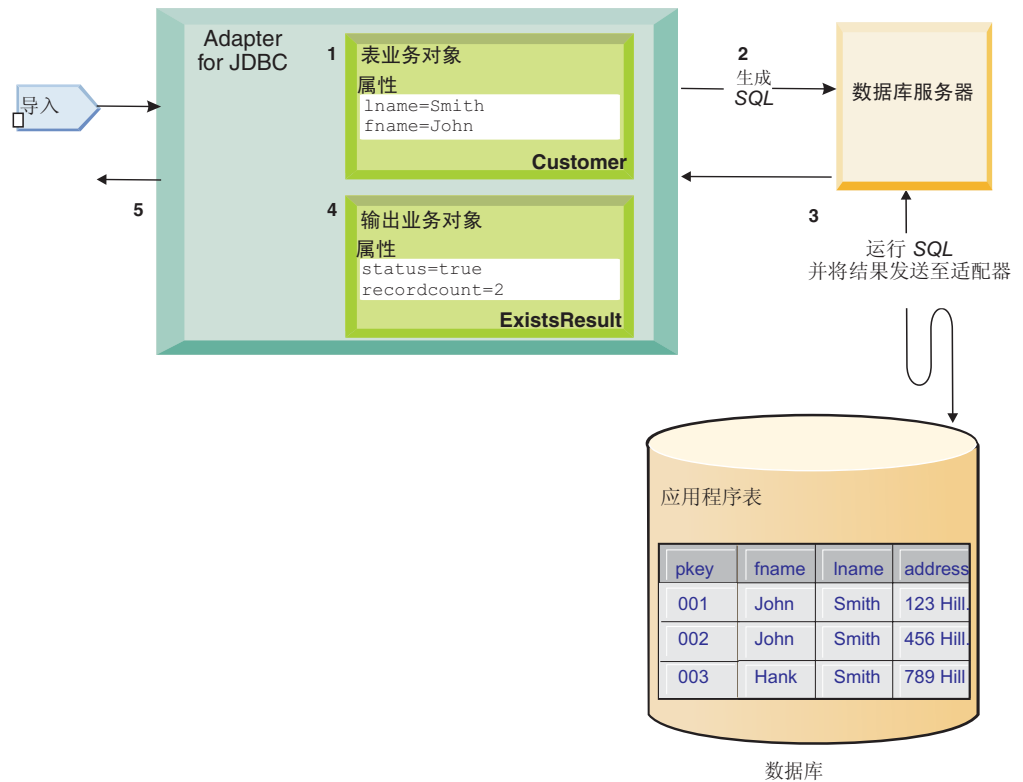 Adapter
for JDBC
导入
1
表业务对象
属性
lname=Smith
fname=John
Customer
2
生成
SQL
数据库服务器
5
4
输出业务对象
属性
status=true
recordcount=2
ExistsResult
3
运行 SQL
并将结果发送至适配器
应用程序表
pkey fname lname address
001 John Smith 123 Hill.
002 John Smith 456 Hill.
003 Hank Smith 789 Hill
数据库